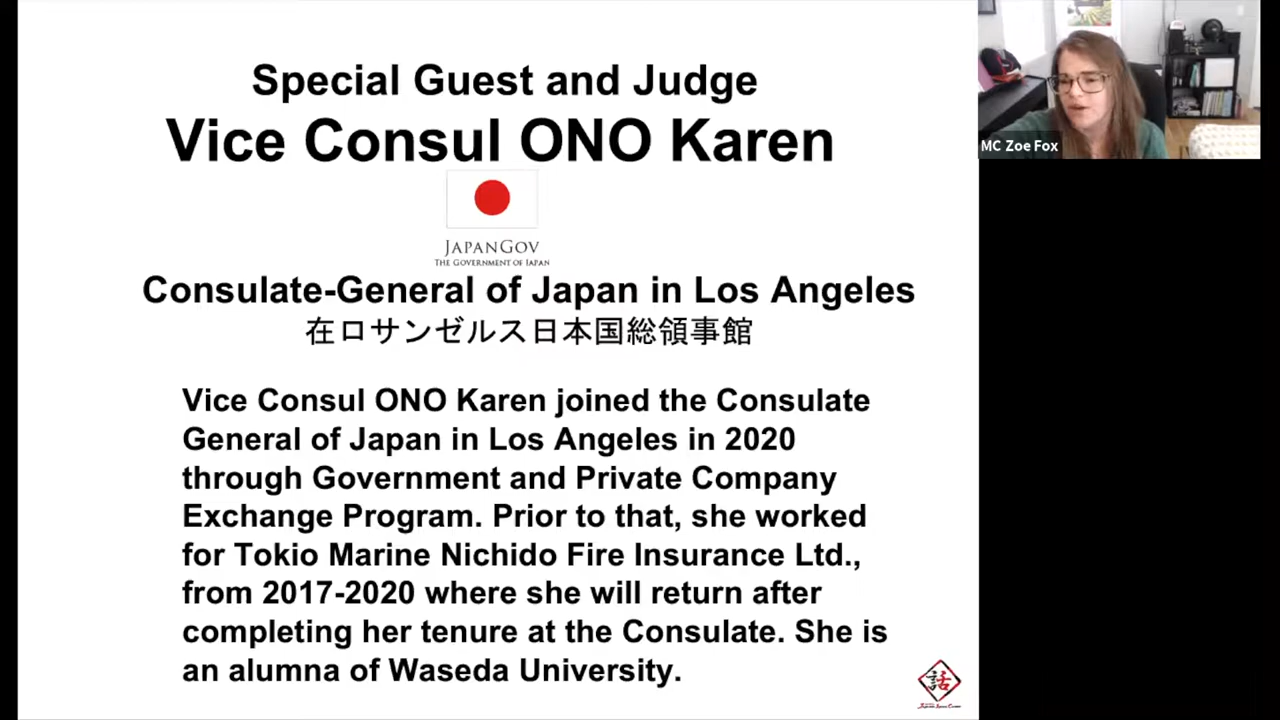 Special Guest and Judge
Vice Consul ONO Karen
JAPANGOV
THE GOVERNMENT OF JAPAN
Consulate-General of Japan in Los Angeles
在ロサンゼルス日本国総領事館
Vice Consul ONO Karen joined the Consulate
General of Japan in Los Angeles in 2020
through Government and Private Company
Exchange Program. Prior to that, she worked
for Tokio Marine Nichido Fire Insurance Ltd.,
from 2017-2020 where she will return after
completing her tenure at the Consulate. She is
an alumna of Waseda University.
話
MC Zoe Fox